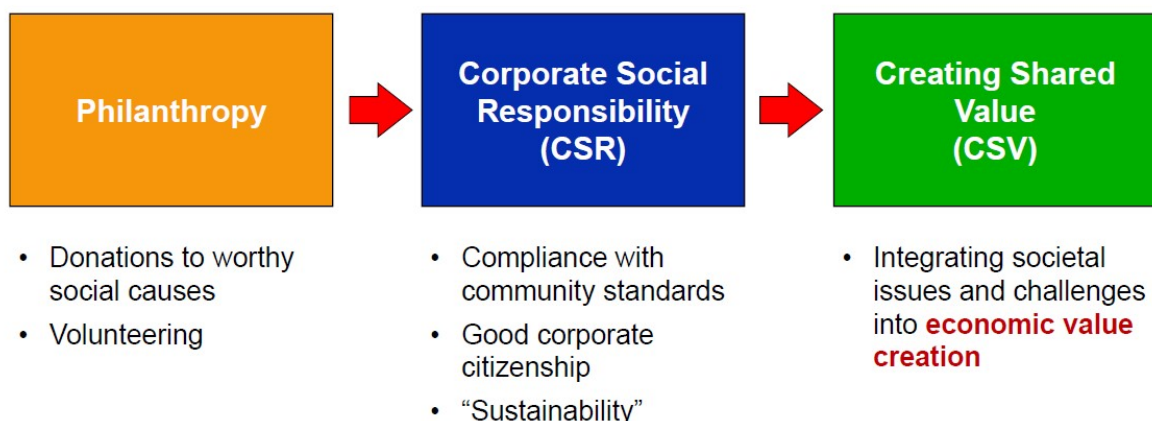 Philanthropy
Corporate Social
Responsibility
(CSR)
Creating Shared
Value
(CSV)
• Donations to worthy
social causes
• Volunteering
• Compliance with
community standards
• Good corporate
citizenship
• “Sustainability”
• Integrating societal
issues and challenges
into economic value
creation